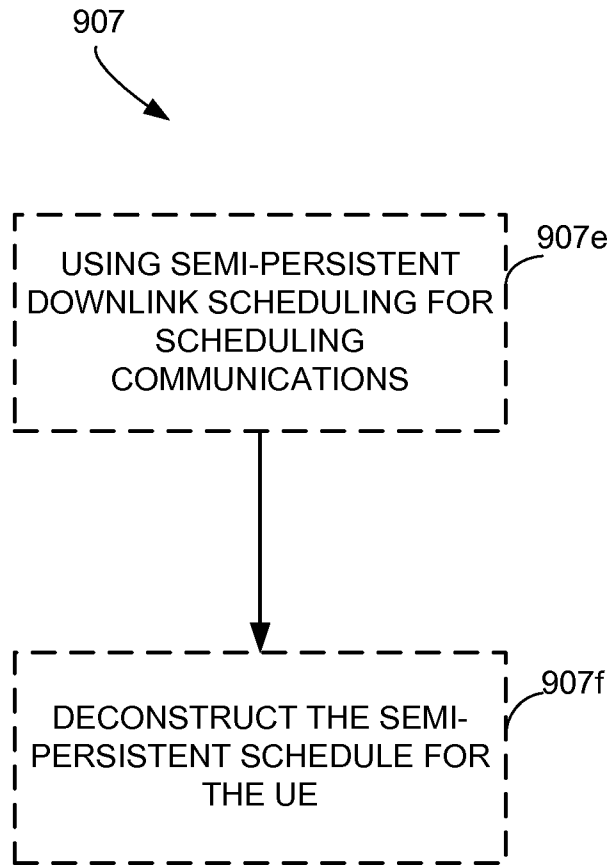 907
907e
USING SEMI-PERSISTENT
DOWNLINK SCHEDULING FOR
SCHEDULING
COMMUNICATIONS
907f
DECONSTRUCT THE SEMI-
PERSISTENT SCHEDULE FOR
THE UE